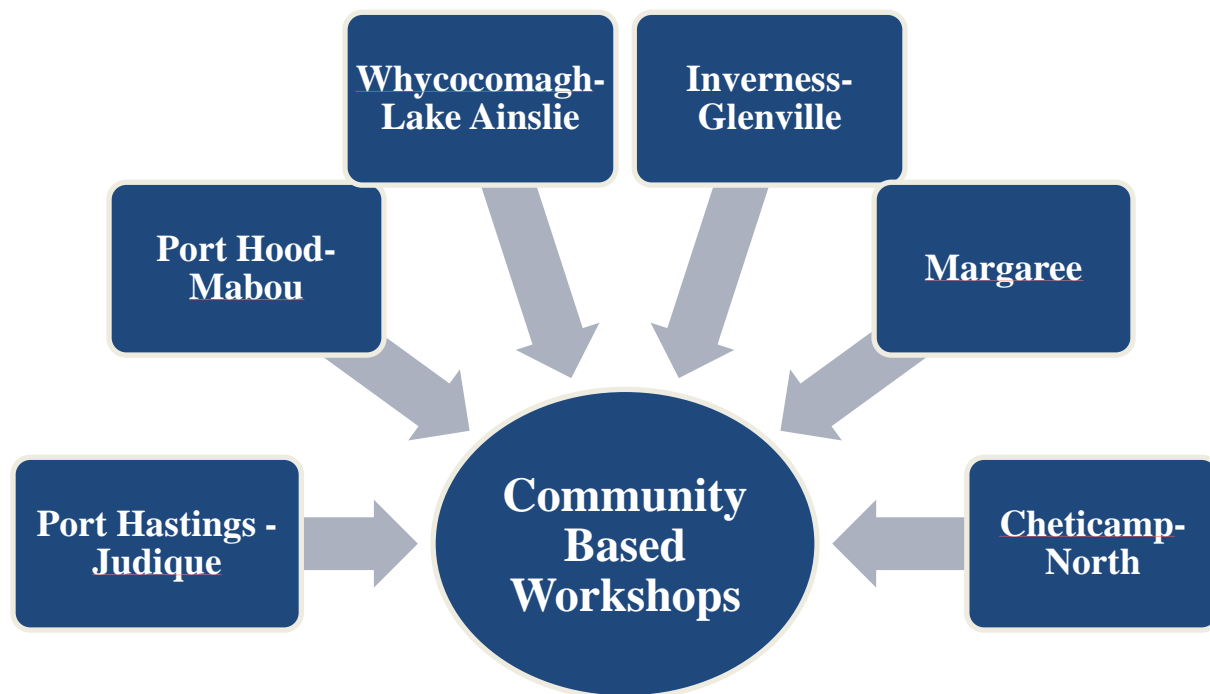 Whycocomagh-
Lake Ainslie
Inverness-
Glenville
Port Hood-
Mabou
Margaree
Port Hastings -
Judique
Community
Based
Workshops
Cheticamp-
North